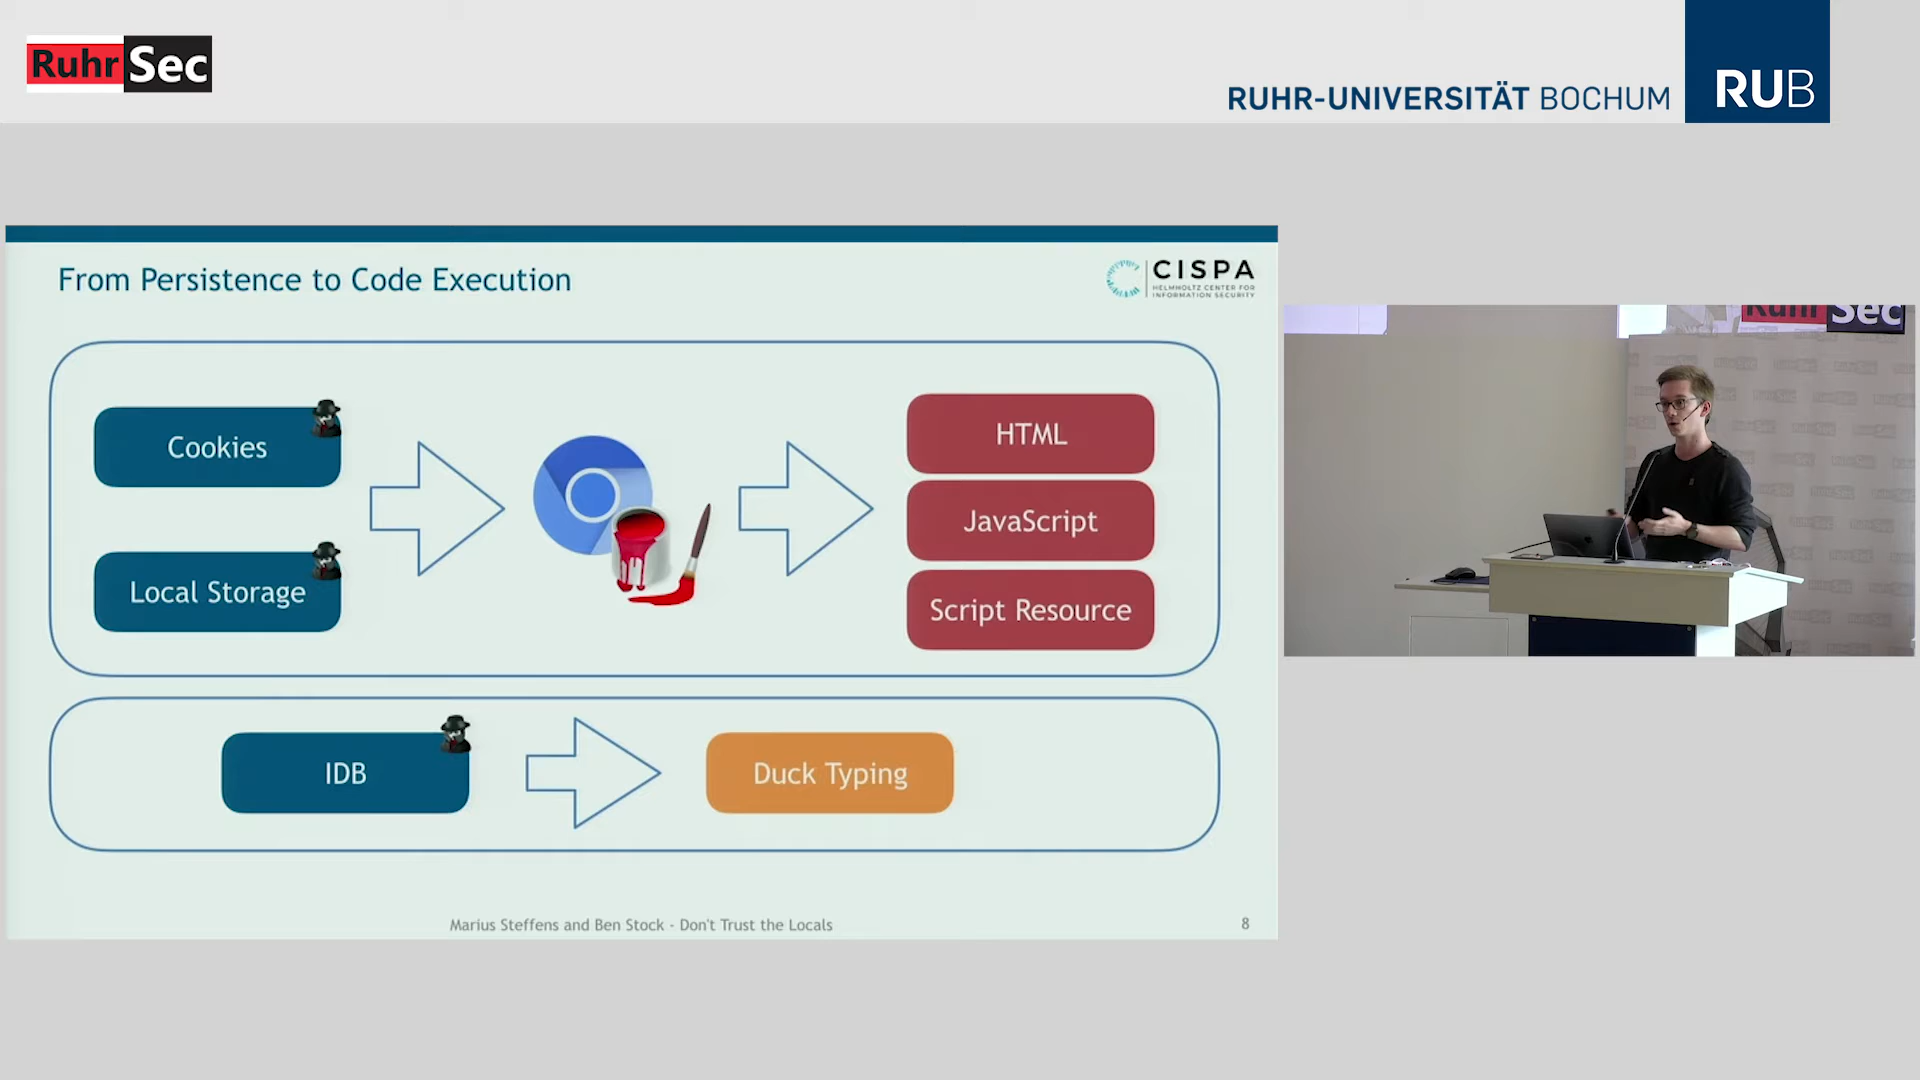 RuhrSec
RUHR-UNIVERSITÄT BOCHUM
RUB
From Persistence to Code Execution
CISPA
HELMHOLTZ CENTER FOR
INFORMATION SECURITY
Cookies
Local Storage
HTML
JavaScript
Script Resource
IDB
Duck Typing
Marius Steffens and Ben Stock - Don't Trust the Locals
8
Ruhr Sec